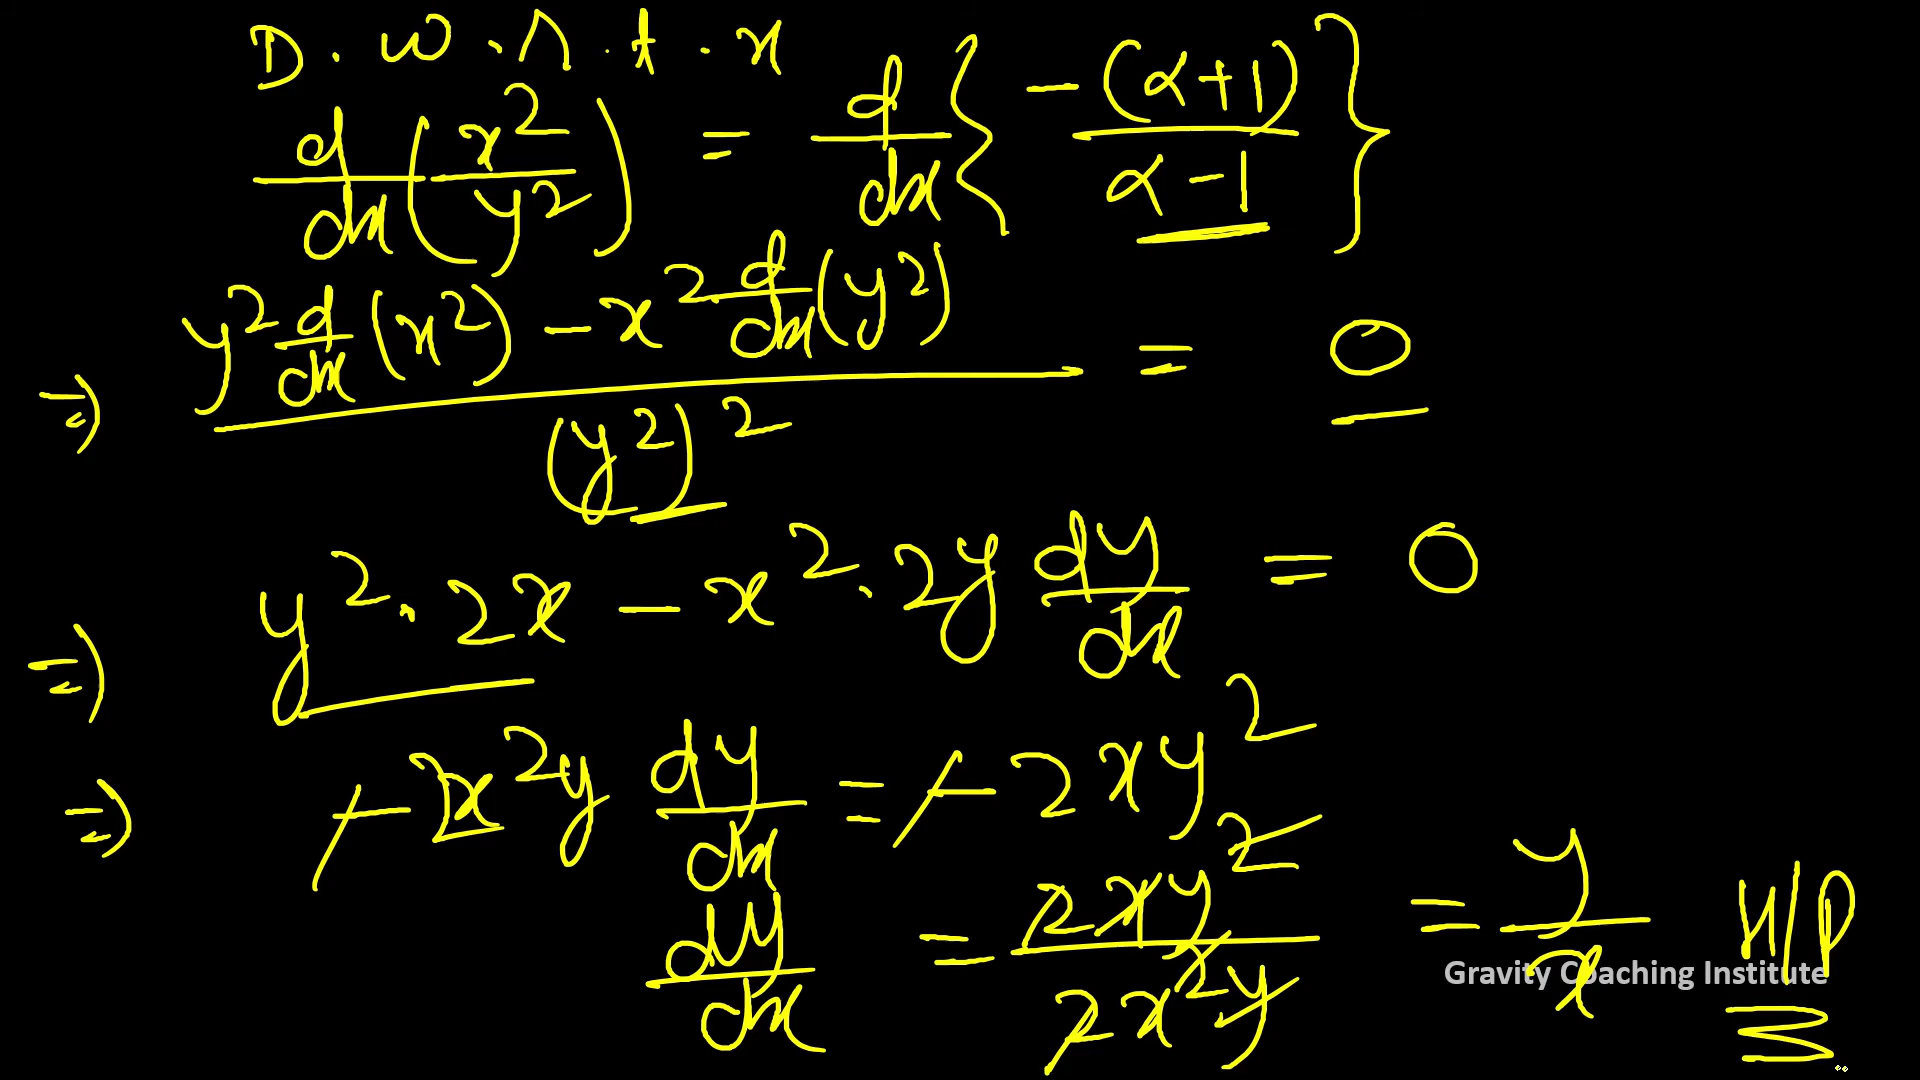 D. w. r. t. x
d/dx (x²/y²) = d/dx { -(α+1)/(α-1) }
⇒ (y² d/dx (x²) - x² d/dx (y²))/(y²)² = 0
⇒ y² . 2x - x² . 2y dy/dx = 0
⇒ -2x²y dy/dx = -2xy²
dy/dx = 2xy²/2x²y = y/x H/P
Gravity Coaching Institute